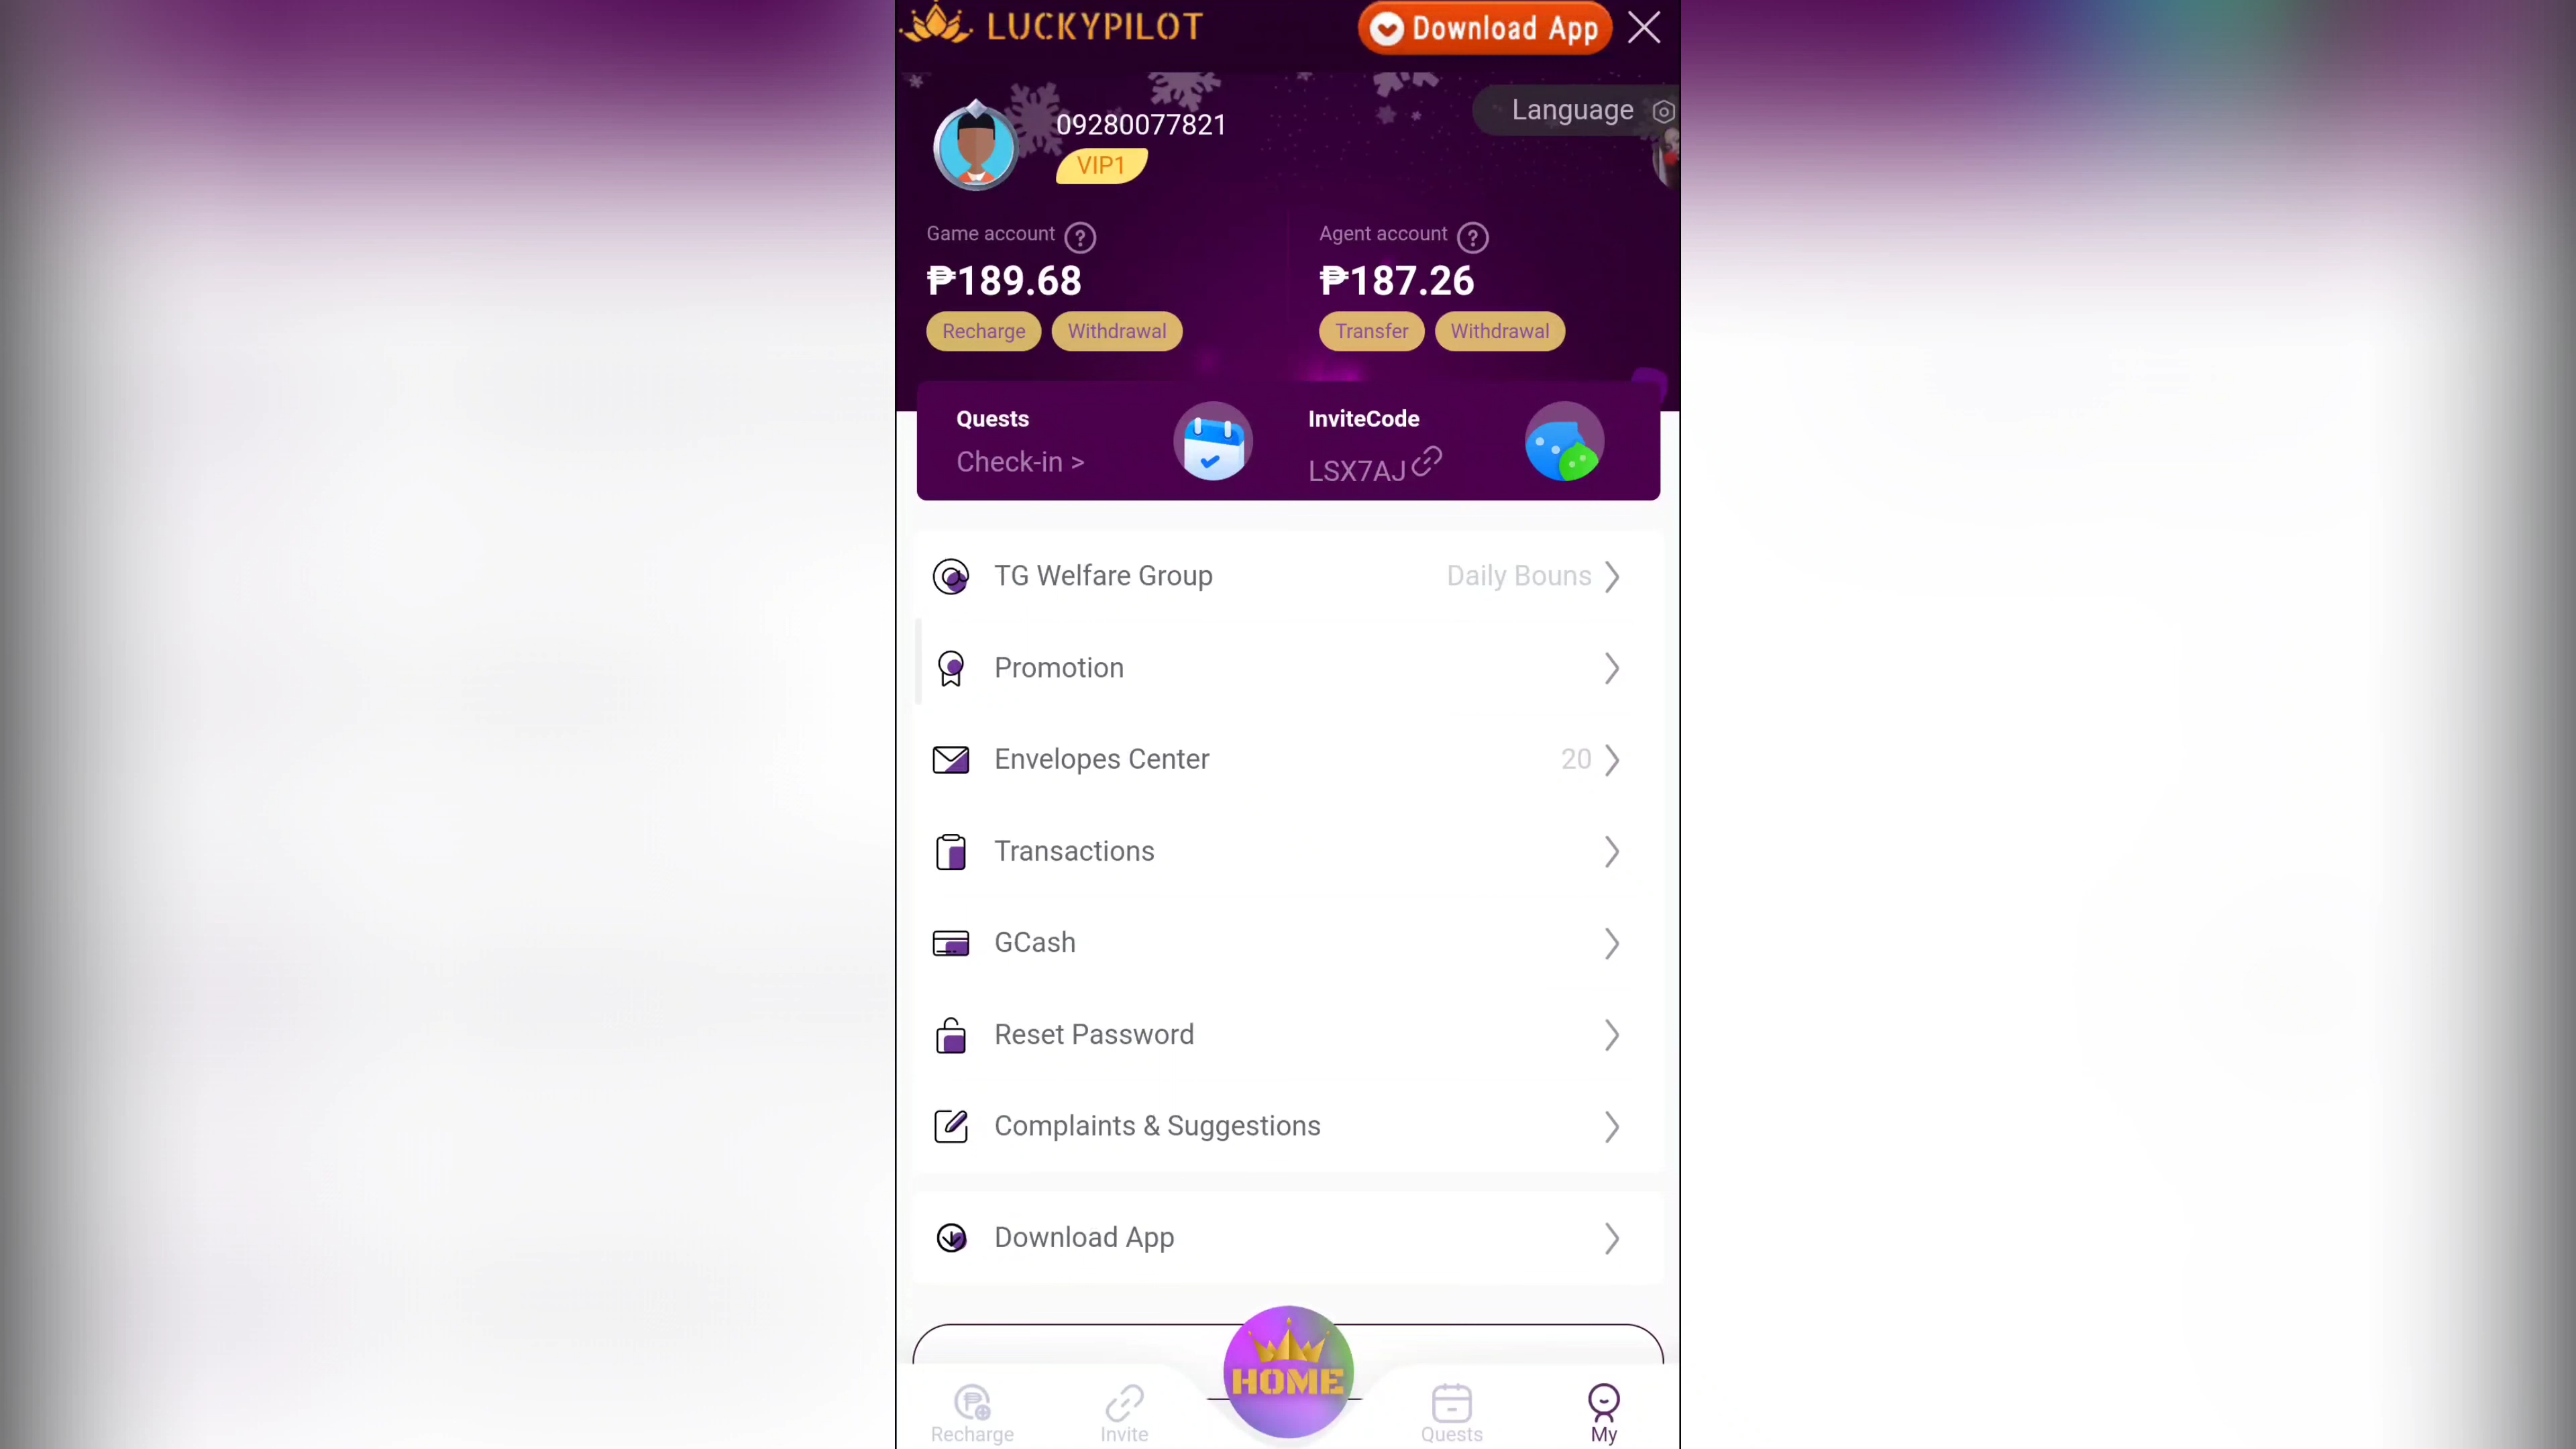 LUCKYPILOT
Download App
Language
09280077821
VIP1
Game account ?
Agent account ?
₱189.68
₱187.26
Recharge
Withdrawal
Transfer
Withdrawal
Quests
Check-in >
InviteCode
LSX7AJ
TG Welfare Group
Daily Bouns
Promotion
Envelopes Center
20
Transactions
GCash
Reset Password
Complaints & Suggestions
Download App
HOME
Recharge
Invite
Quests
My